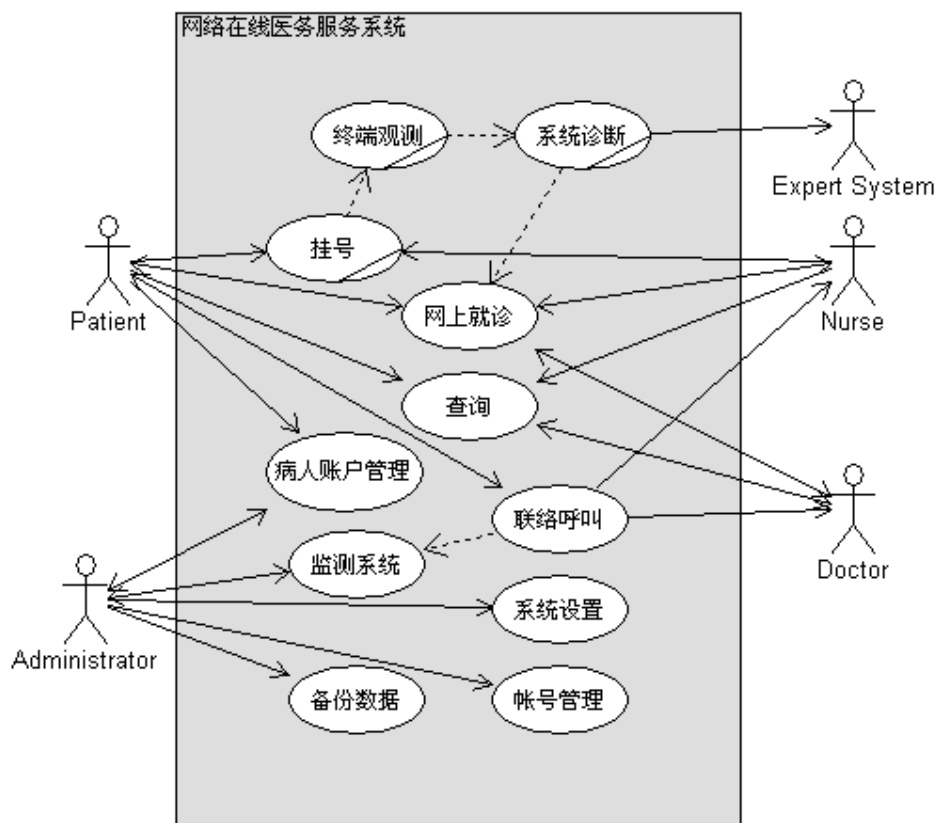 网络在线医务服务系统
终端观测
系统诊断
Expert System
挂号
Patient
网上就诊
Nurse
查询
病人账户管理
联络呼叫
监测系统
Doctor
系统设置
Administrator
备份数据
帐号管理